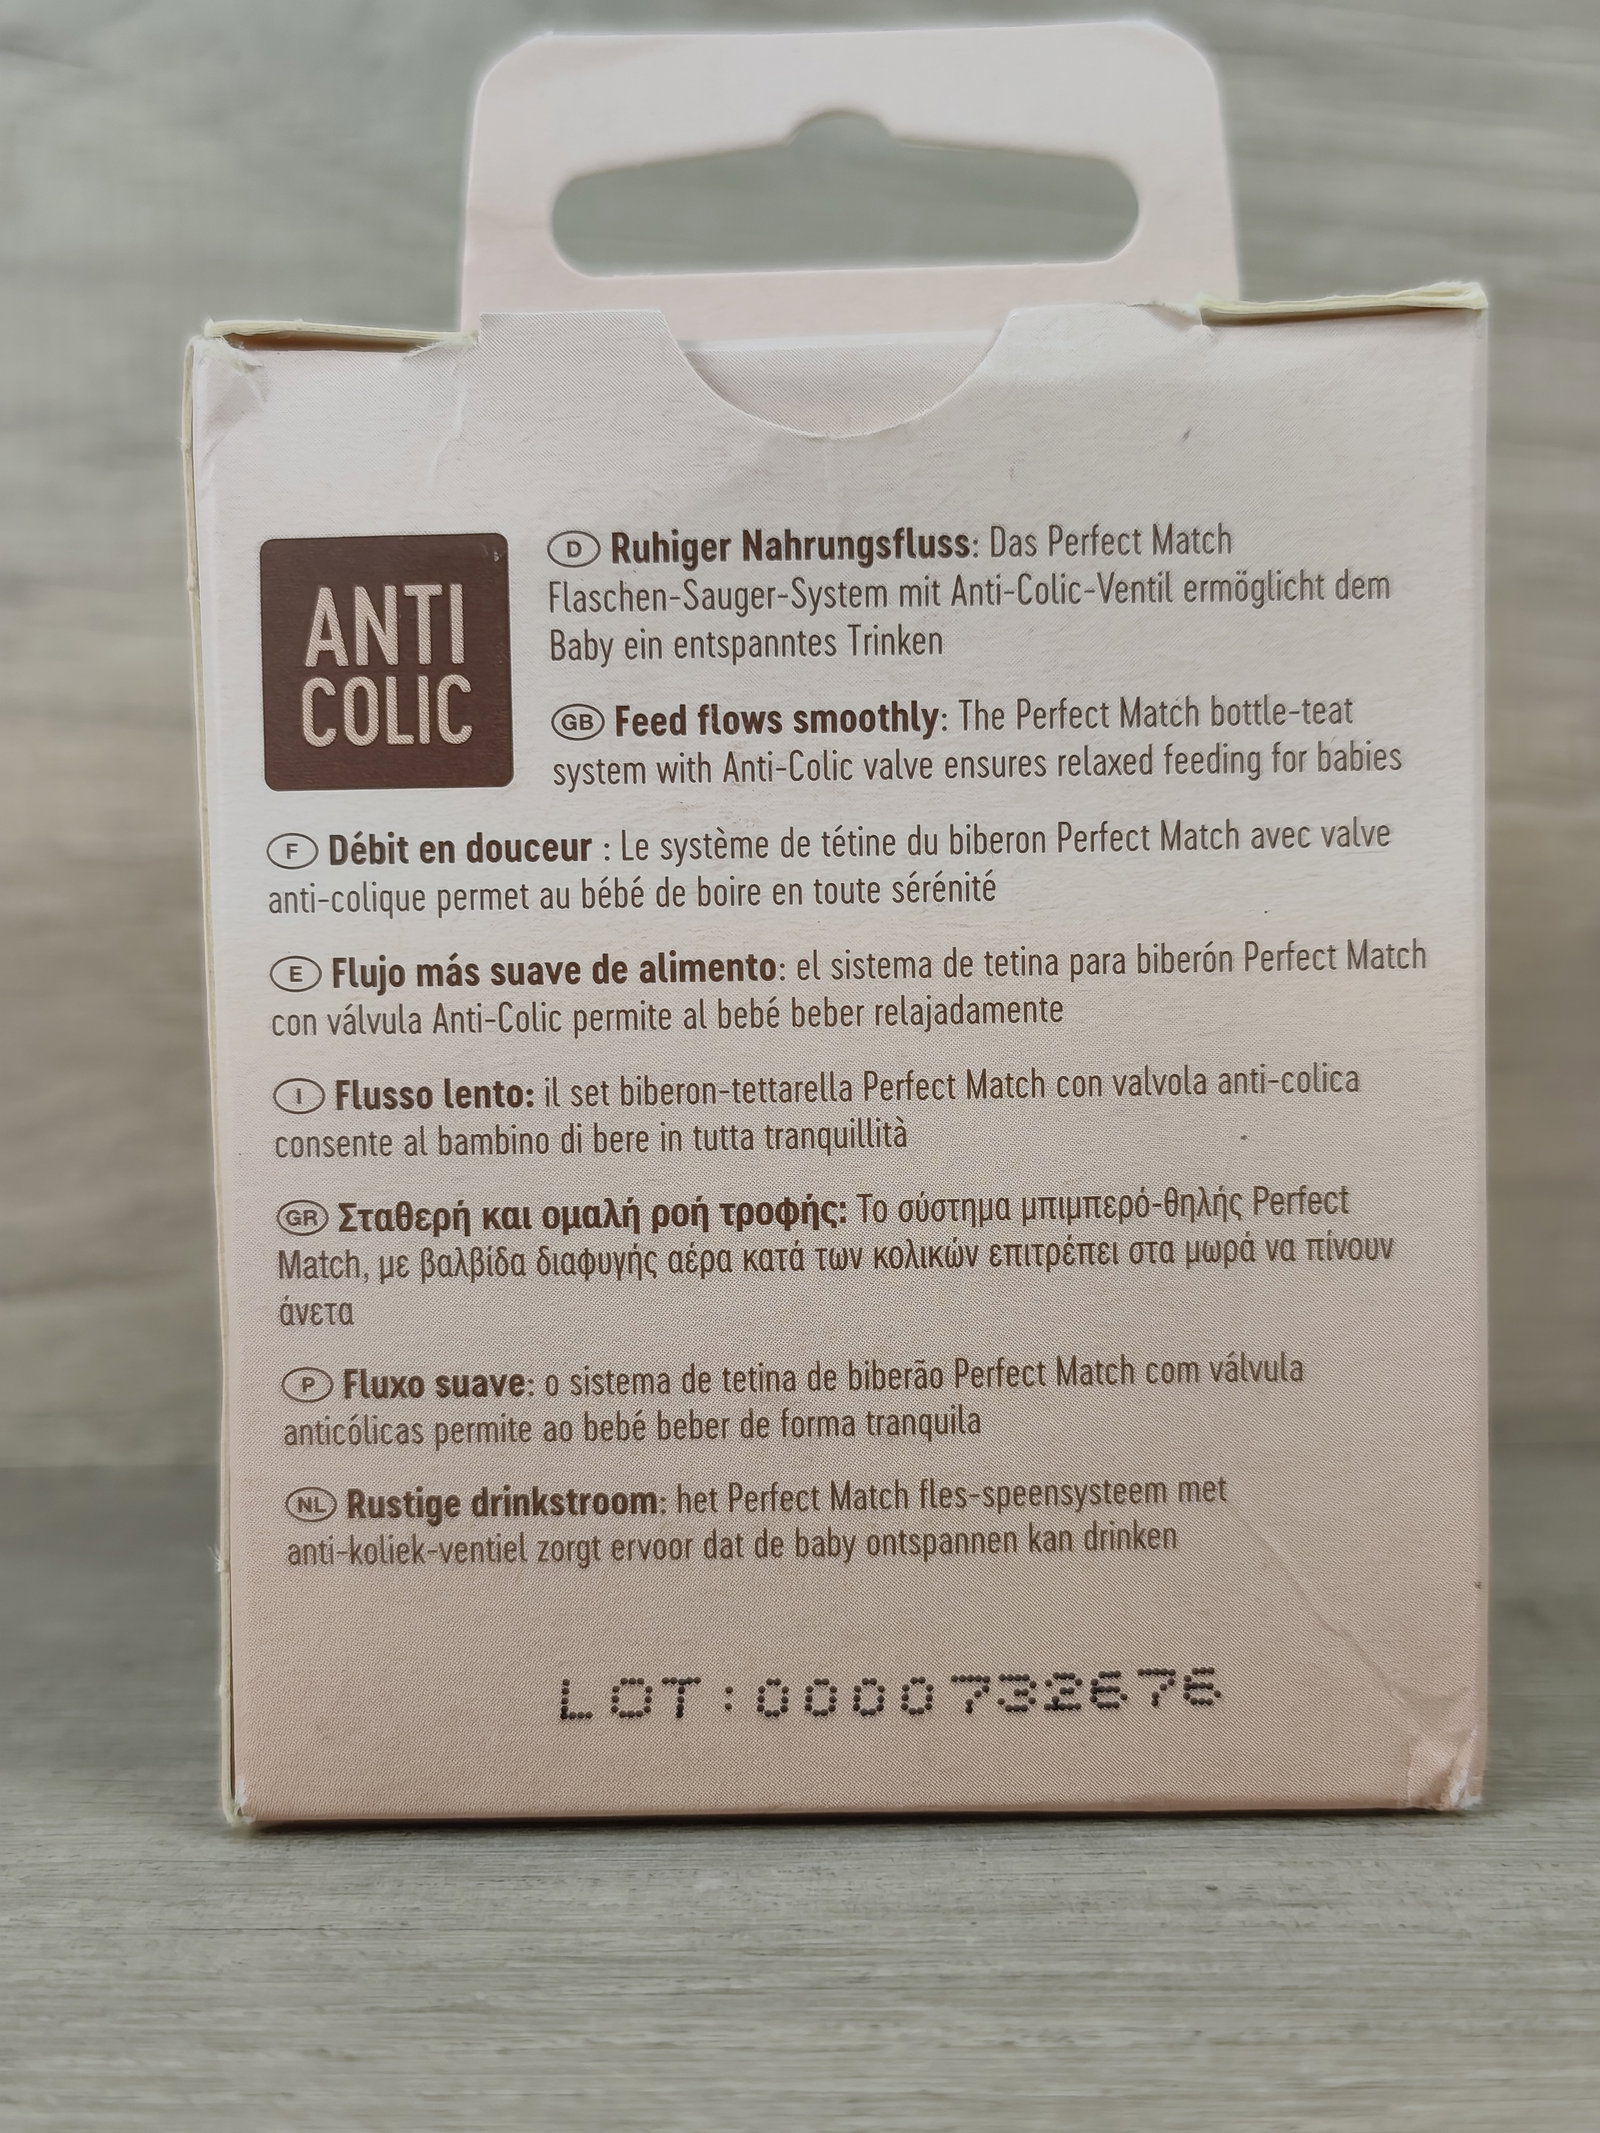 ANTI
COLIC
D Ruhiger Nahrungsfluss: Das Perfect Match
Flaschen-Sauger-System mit Anti-Colic-Ventil ermöglicht dem
Baby ein entspanntes Trinken
GB Feed flows smoothly: The Perfect Match bottle-teat
system with Anti-Colic valve ensures relaxed feeding for babies
F Débit en douceur : Le système de tétine du biberon Perfect Match avec valve
anti-colique permet au bébé de boire en toute sérénité
E Flujo más suave de alimento: el sistema de tetina para biberón Perfect Match
con válvula Anti-Colic permite al bebé beber relajadamente
I Flusso lento: il set biberon-tettarella Perfect Match con valvola anti-colica
consente al bambino di bere in tutta tranquillità
GR Σταθερή και ομαλή ροή τροφής: Το σύστημα μπιμπερό-θηλής Perfect
Match, με βαλβίδα διαφυγής αέρα κατά των κολικών επιτρέπει στα μωρά να πίνουν
άνετα
P Fluxo suave: o sistema de tetina de biberão Perfect Match com válvula
anticólicas permite ao bebé beber de forma tranquila
NL Rustige drinkstroom: het Perfect Match fles-speensysteem met
anti-koliek-ventiel zorgt ervoor dat de baby ontspannen kan drinken
LOT:0000732676